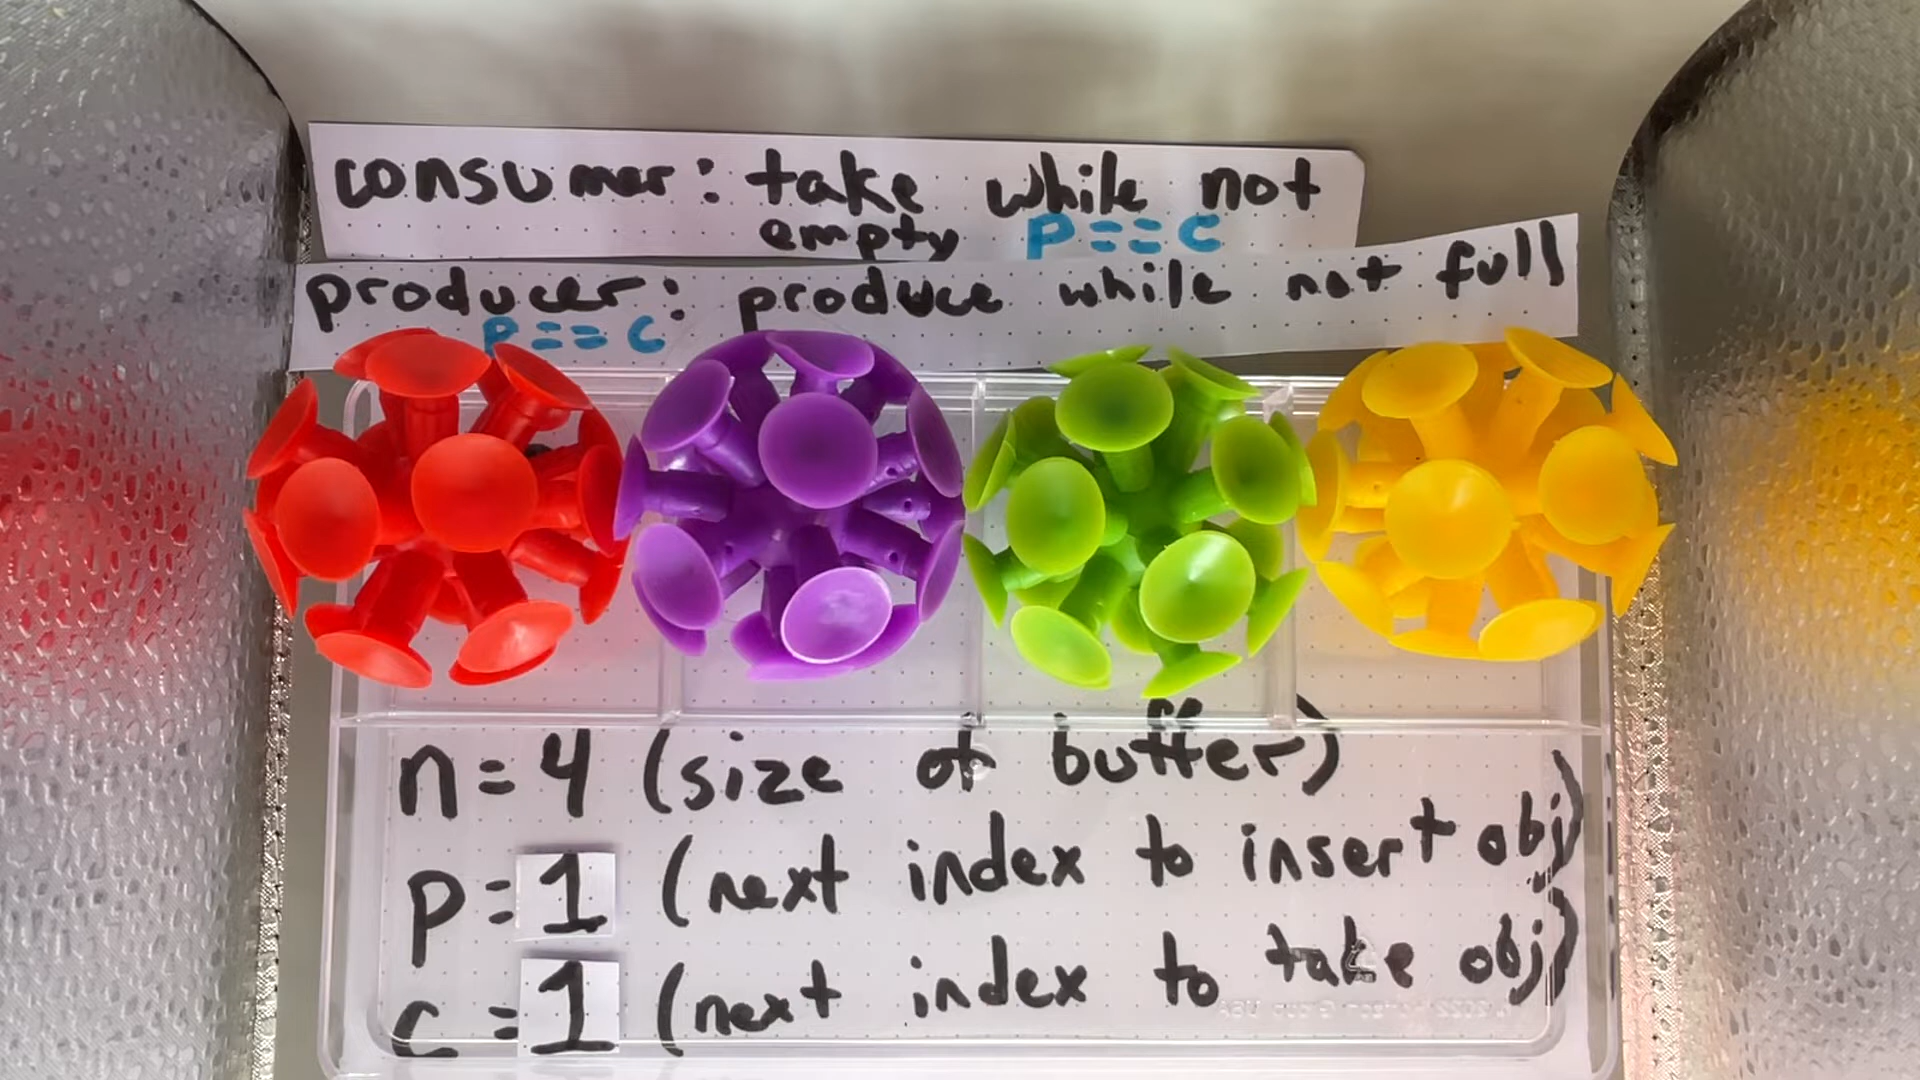 consumer: take while not
empty P==C
producer: produce while not full
P==C
n=4 (size of buffer)
p=1 (next index to insert obj)
c=1 (next index to take obj)